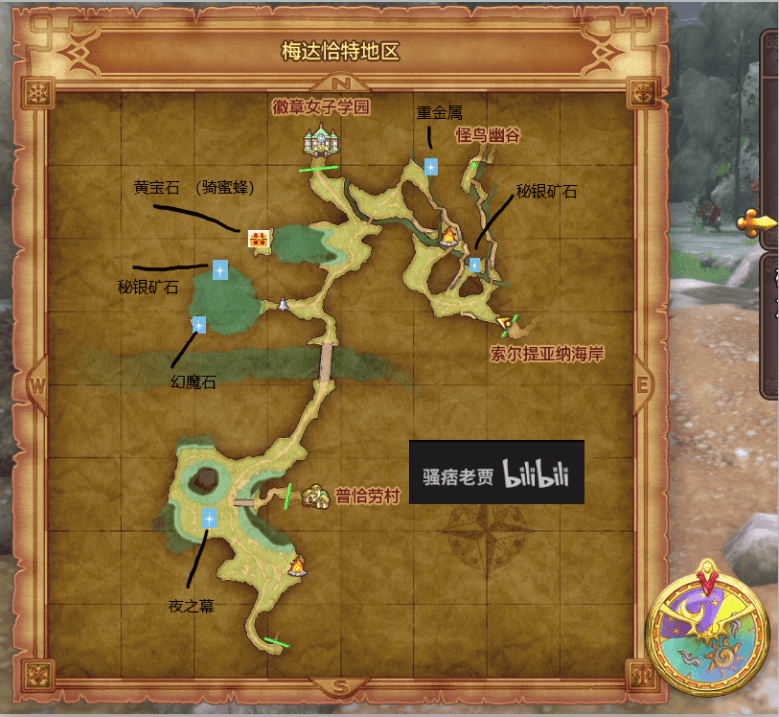 梅达恰特地区
N
徽章女子学园
重金属
怪鸟幽谷
黄宝石 （骑蜜蜂）
秘银矿石
秘银矿石
索尔提亚纳海岸
幻魔石
W
E
骚痞老贾 bilibili
普恰劳村
夜之幕
S